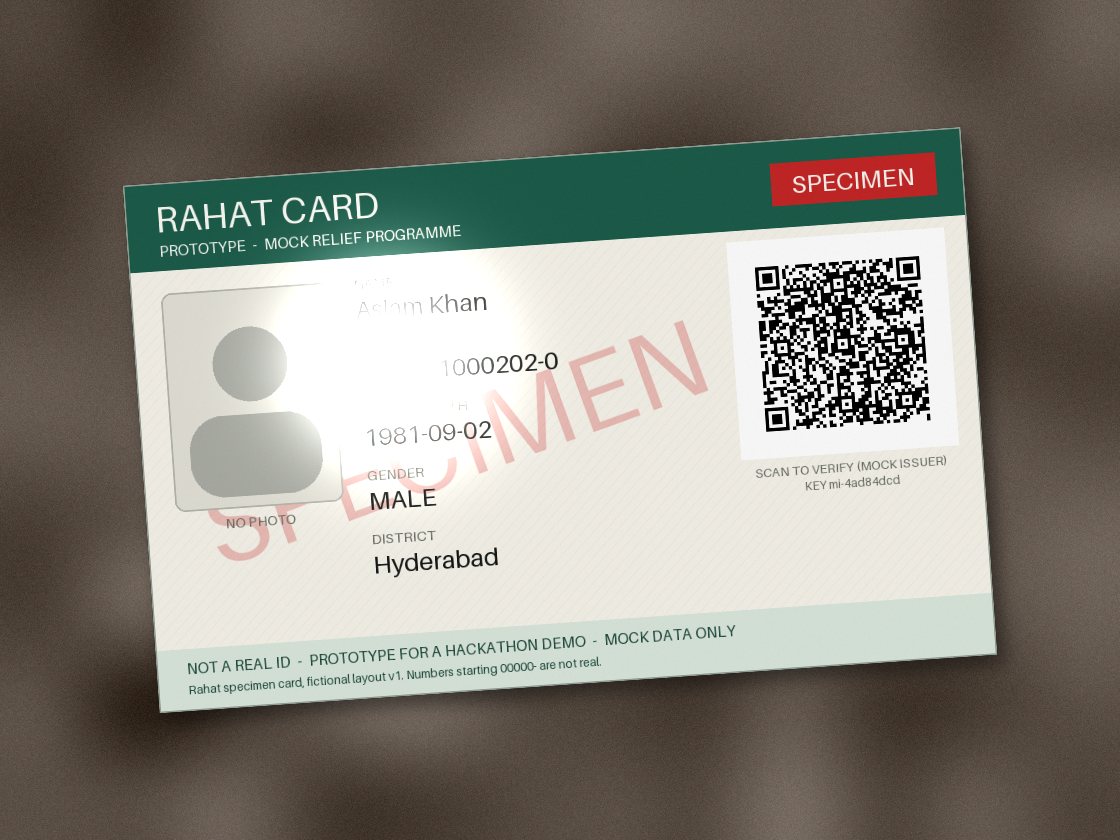 RAHAT CARD
PROTOTYPE - MOCK RELIEF PROGRAMME
SPECIMEN
Aslam Khan
1000202-0
1981-09-02
GENDER
MALE
DISTRICT
Hyderabad
NO PHOTO
SPECIMEN
SCAN TO VERIFY (MOCK ISSUER)
KEY mi-4ad84dcd
NOT A REAL ID - PROTOTYPE FOR A HACKATHON DEMO - MOCK DATA ONLY
Rahat specimen card, fictional layout v1. Numbers starting 00000- are not real.